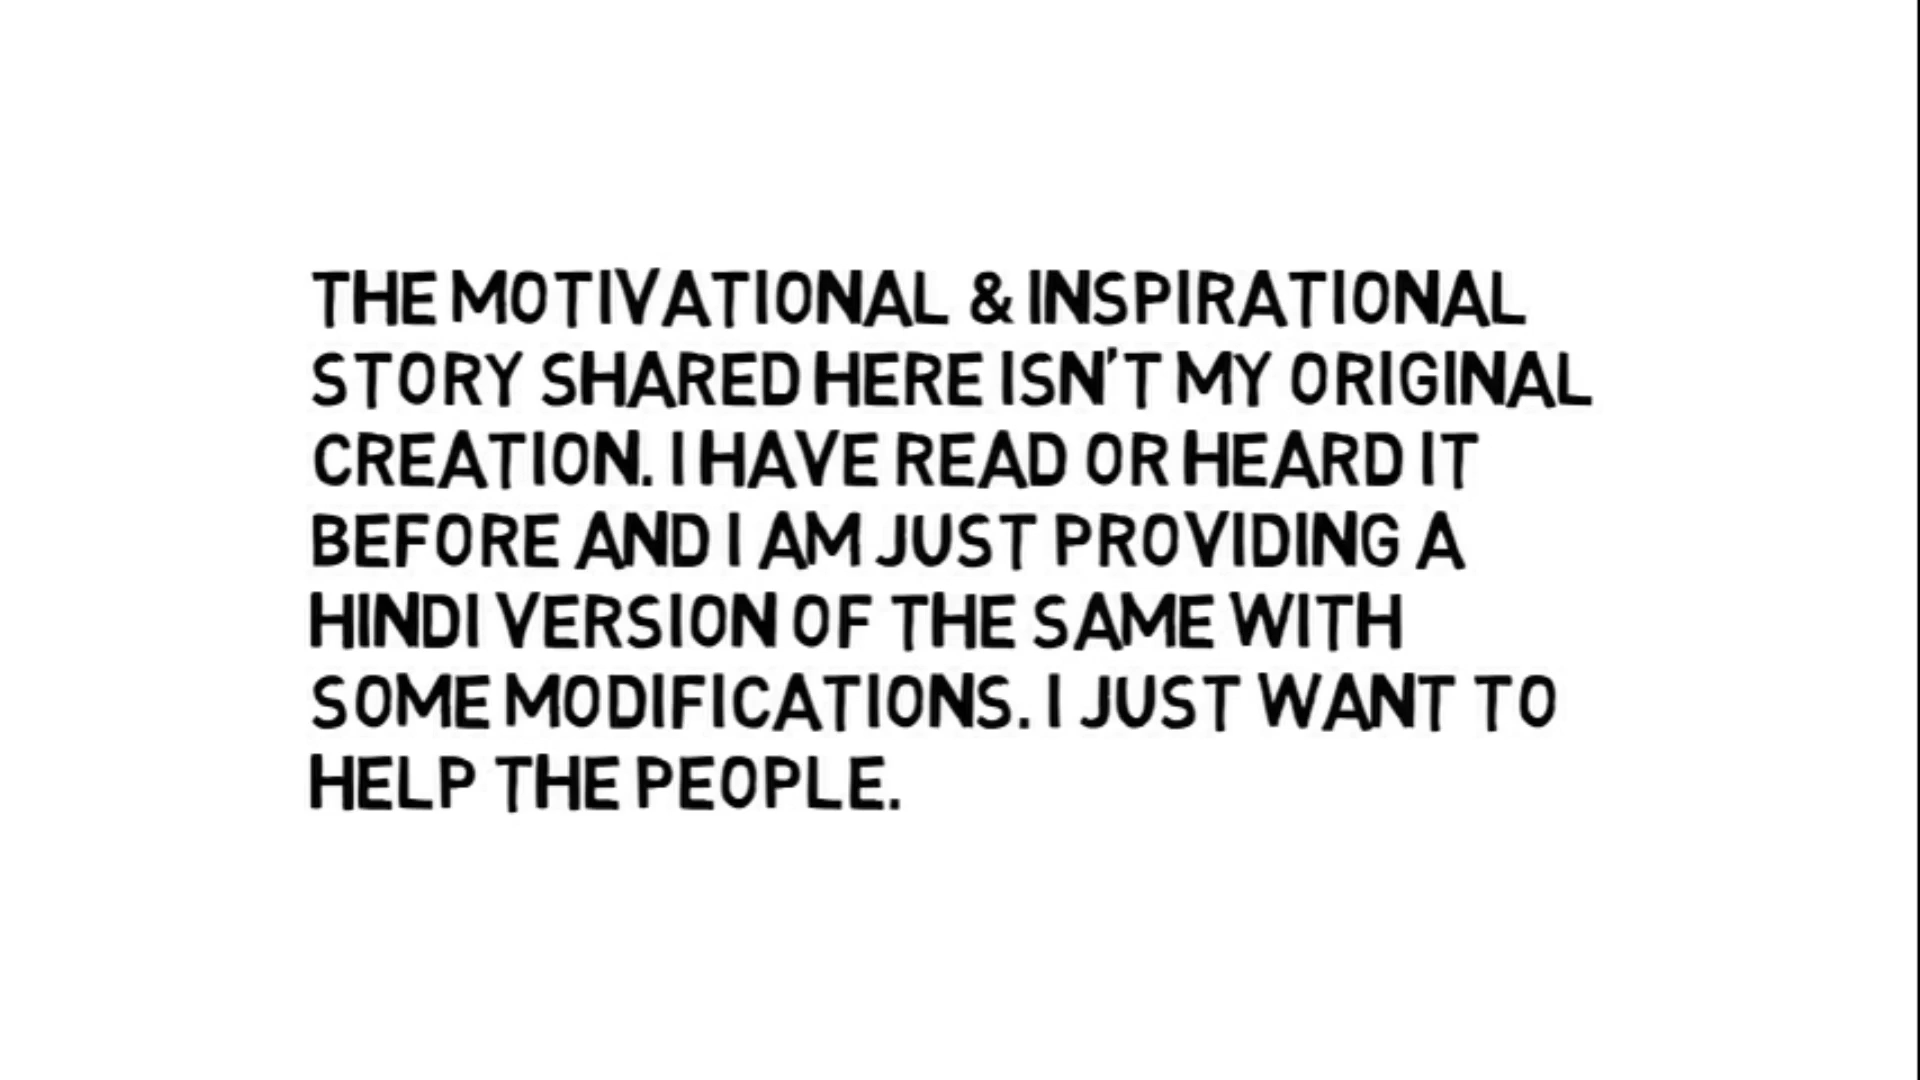 THE MOTIVATIONAL & INSPIRATIONAL
STORY SHARED HERE ISN'T MY ORIGINAL
CREATION. I HAVE READ OR HEARD IT
BEFORE AND I AM JUST PROVIDING A
HINDI VERSION OF THE SAME WITH
SOME MODIFICATIONS. I JUST WANT TO
HELP THE PEOPLE.